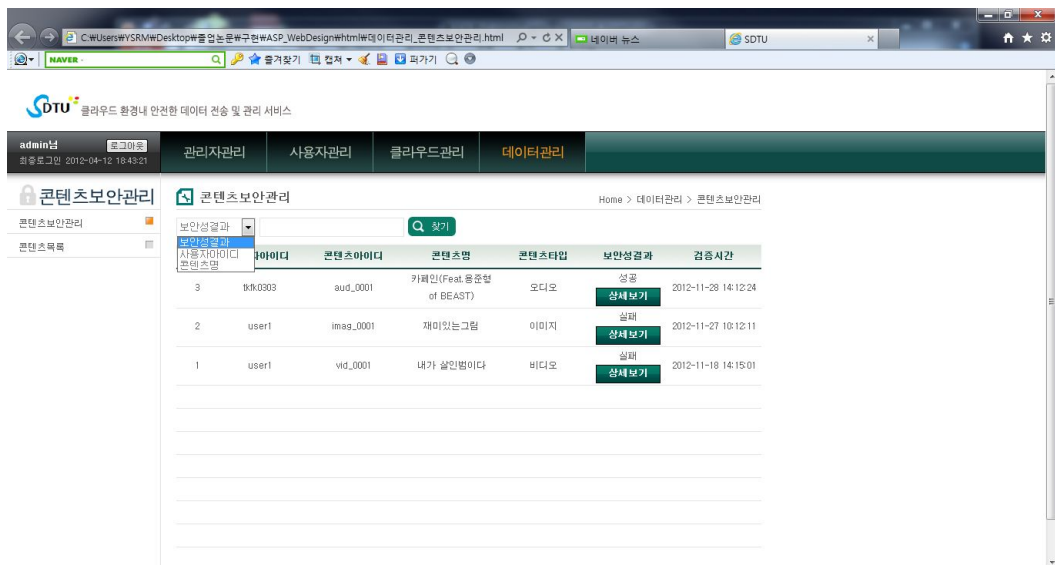 C:₩Users₩YSRM₩Desktop₩졸업논문₩구현₩ASP_WebDesign₩html₩데이터관리_콘텐츠보안관리.html
네이버 뉴스
SDTU
NAVER
즐겨찾기
캡처
퍼가기
SDTU 클라우드 환경내 안전한 데이터 전송 및 관리 서비스
admin님 로그아웃
최종로그인 2012-04-12 18:43:21
관리자관리 사용자관리 클라우드관리 데이터관리
콘텐츠보안관리
콘텐츠보안관리
콘텐츠목록
콘텐츠보안관리
Home > 데이터관리 > 콘텐츠보안관리
보안성결과 찾기
보안성결과
사용자아이디
콘텐츠명
아이디 콘텐츠아이디 콘텐츠명 콘텐츠타입 보안성결과 검증시간
3 tkfk0303 aud_0001 카페인(Feat.용준형 of BEAST) 오디오 성공 상세보기 2012-11-28 14:12:24
2 user1 imag_0001 재미있는그림 이미지 실패 상세보기 2012-11-27 10:12:11
1 user1 vid_0001 내가 살인범이다 비디오 실패 상세보기 2012-11-18 14:15:01